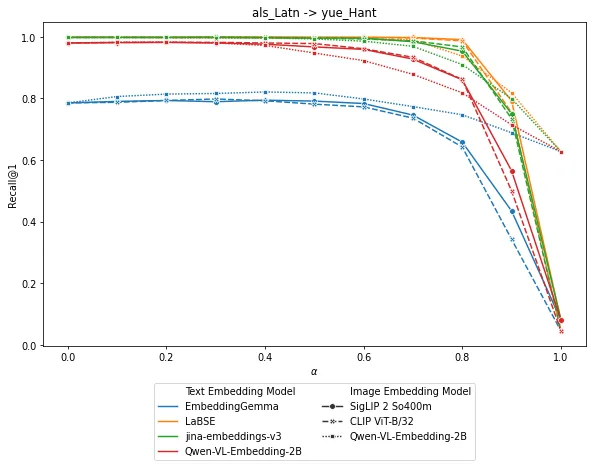 als_Latn -> yue_Hant
1.0
0.8
0.6
0.4
0.2
0.0
Recall@1
0.0 0.2 0.4 0.6 0.8 1.0
α
Text Embedding Model Image Embedding Model
EmbeddingGemma SigLIP 2 So400m
LaBSE CLIP ViT-B/32
jina-embeddings-v3 Qwen-VL-Embedding-2B
Qwen-VL-Embedding-2B